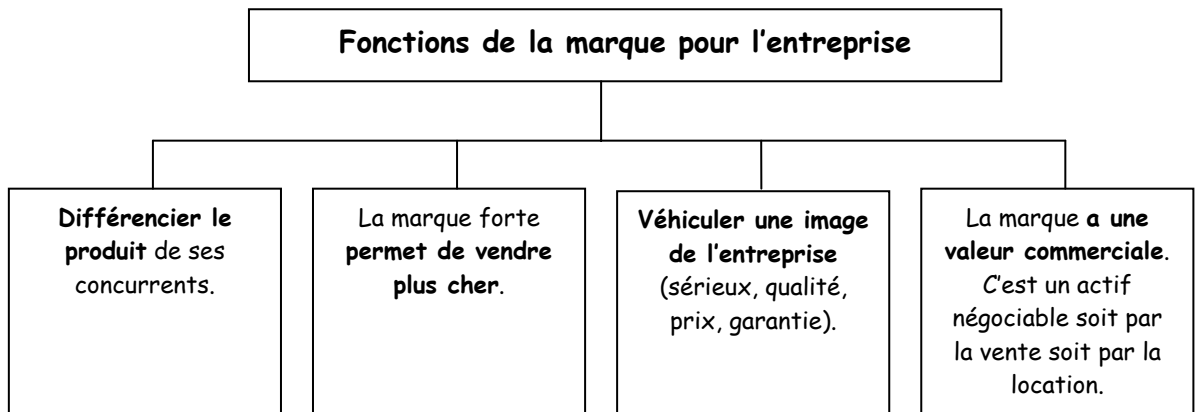 Fonctions de la marque pour l'entreprise
Différencier le
produit de ses
concurrents.
La marque forte
permet de vendre
plus cher.
Véhiculer une image
de l'entreprise
(sérieux, qualité,
prix, garantie).
La marque a une
valeur commerciale.
C'est un actif
négociable soit par
la vente soit par la
location.